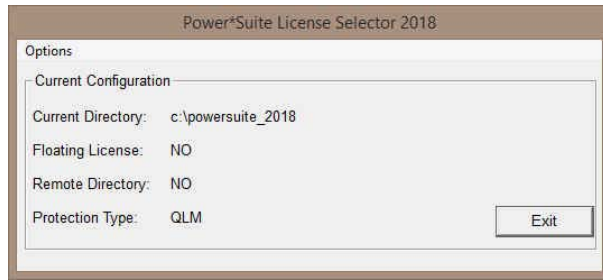 Power*Suite License Selector 2018
Options
Current Configuration
Current Directory: c:\powersuite_2018
Floating License: NO
Remote Directory: NO
Protection Type: QLM
Exit